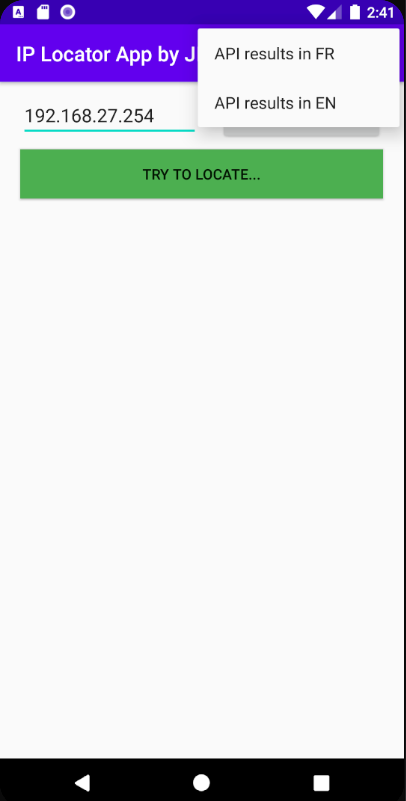 2:41
IP Locator App by J
API results in FR
API results in EN
192.168.27.254
TRY TO LOCATE...